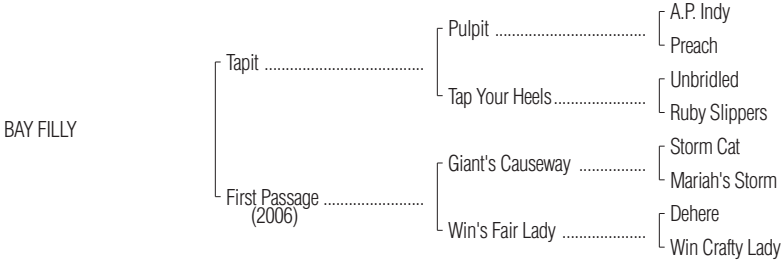 A.P. Indy
Pulpit ....................................
Preach
Tapit ......................................
Unbridled
Tap Your Heels......................
Ruby Slippers
BAY FILLY
Storm Cat
Giant's Causeway ................
Mariah's Storm
First Passage ........................
(2006)
Dehere
Win's Fair Lady ....................
Win Crafty Lady